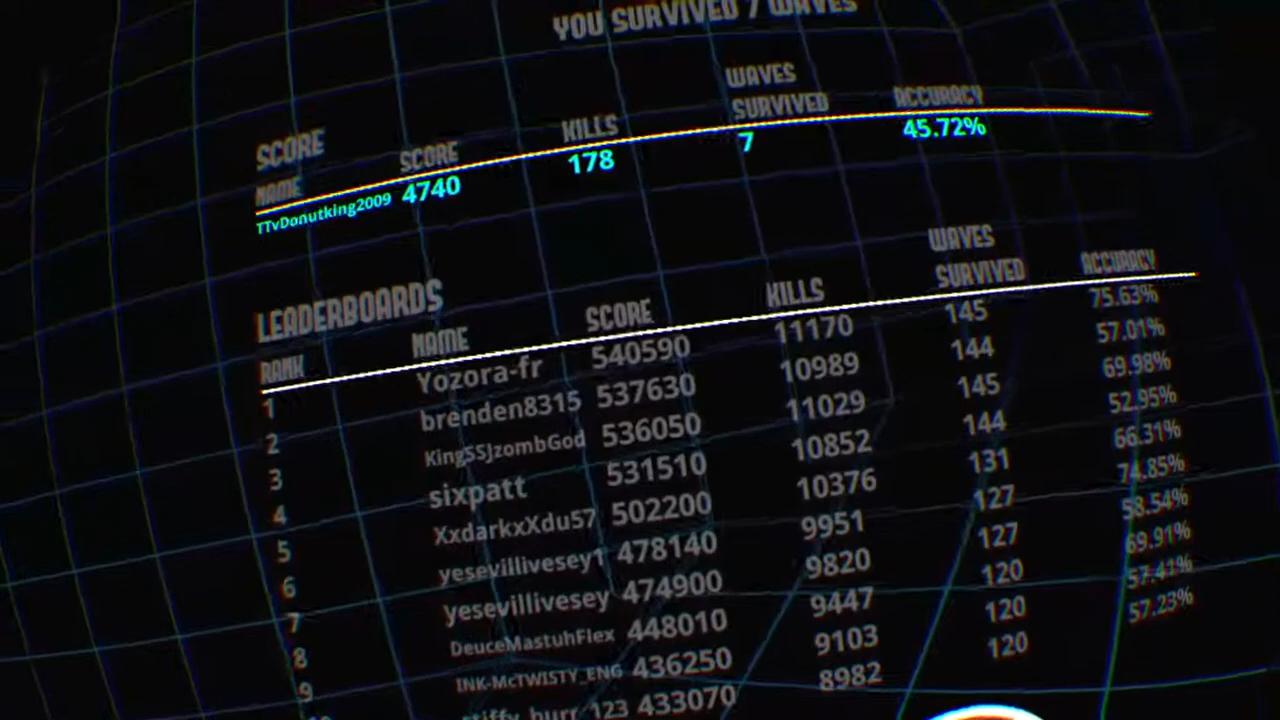 YOU SURVIVED 7 WAVES
SCORE
NAME SCORE KILLS WAVES SURVIVED ACCURACY
TTvDonutking2009 4740 178 7 45.72%
LEADERBOARDS
RANK NAME SCORE KILLS WAVES SURVIVED ACCURACY
1 Yozora-fr 540590 11170 145 75.63%
2 brenden8315 537630 10989 144 57.01%
3 KingSSJzombGod 536050 11029 145 69.98%
4 sixpatt 531510 10852 144 52.95%
5 XxdarkxXdu57 502200 10376 131 66.31%
6 yesevillivesey1 478140 9951 127 74.85%
7 yesevillivesey 474900 9820 127 58.54%
8 DeuceMastuhFlex 448010 9447 120 69.91%
9 INK-McTWISTY_ENG 436250 9103 120 57.41%
123 433070 8982 120 57.23%